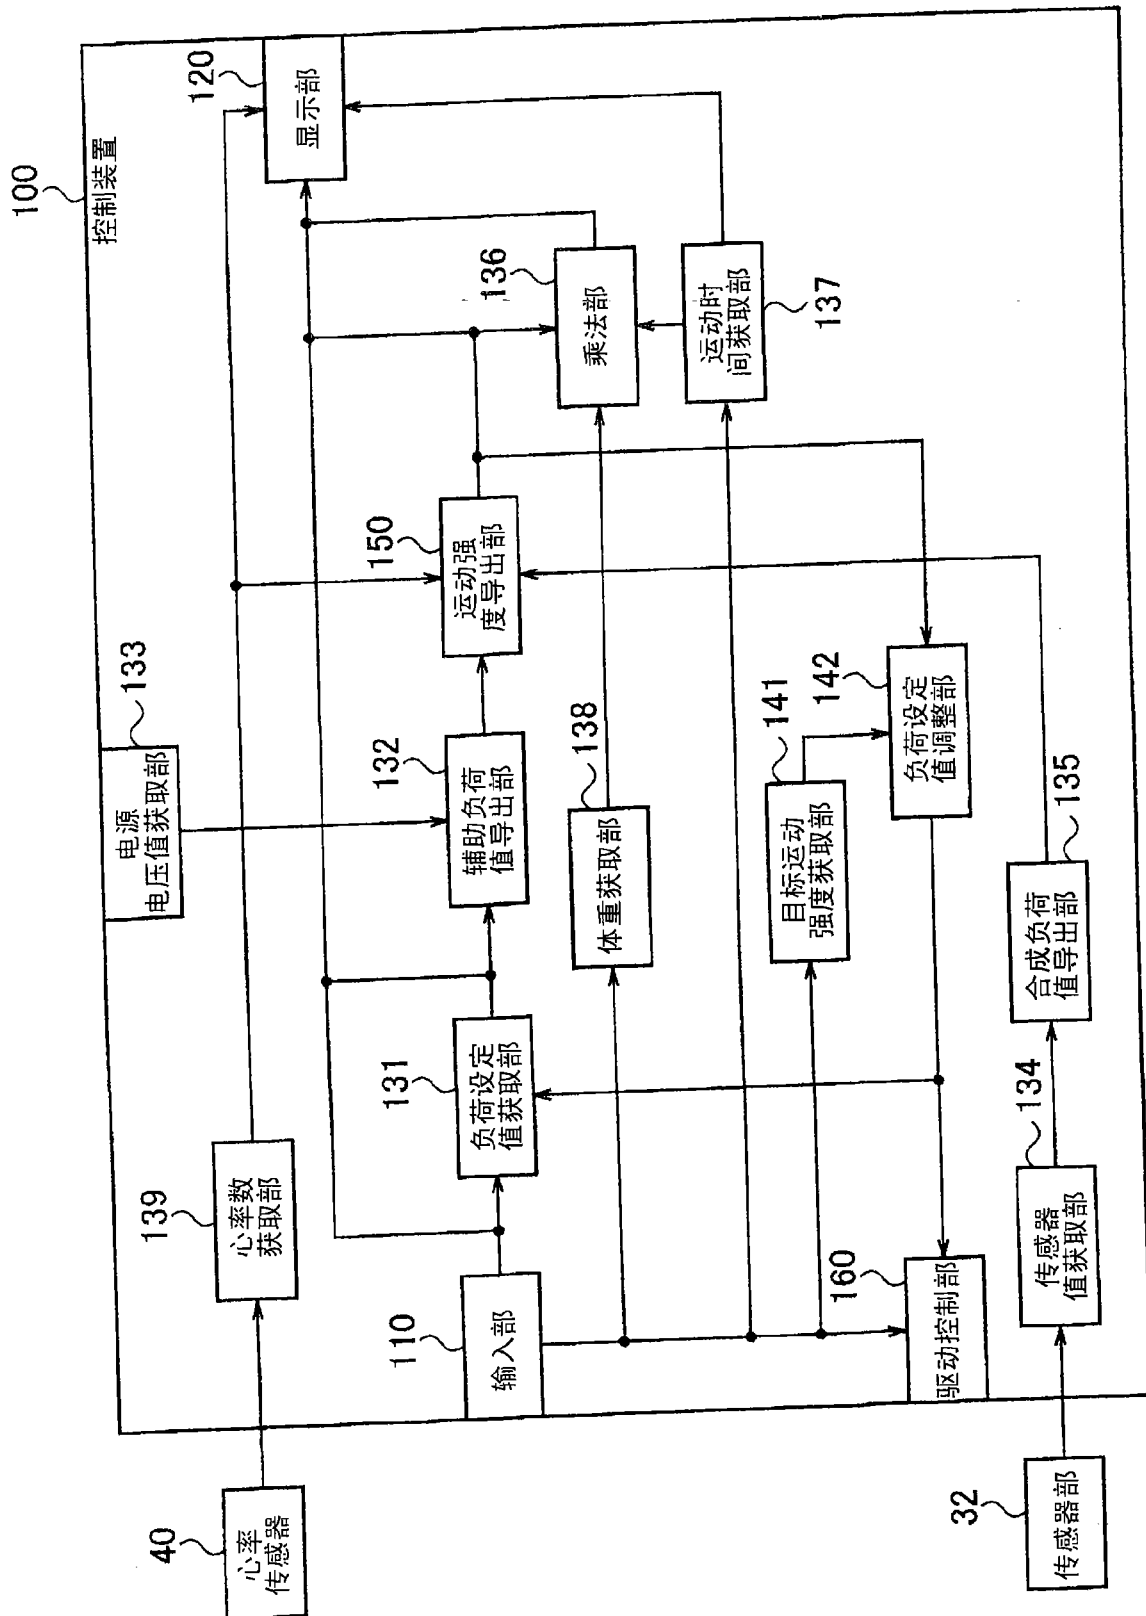 100
控制装置
120
显示部
136
乘法部
运动时
间获取部
137
150
运动强
度导出部
133
电源
电压值获取部
132
辅助负荷
值导出部
138
体重获取部
141
目标运动
强度获取部
142
负荷设定
值调整部
135
合成负荷
值导出部
131
负荷设定
值获取部
134
传感器
值获取部
139
心率数
获取部
110
输入部
160
驱动控制部
40
心率
传感器
32
传感器部